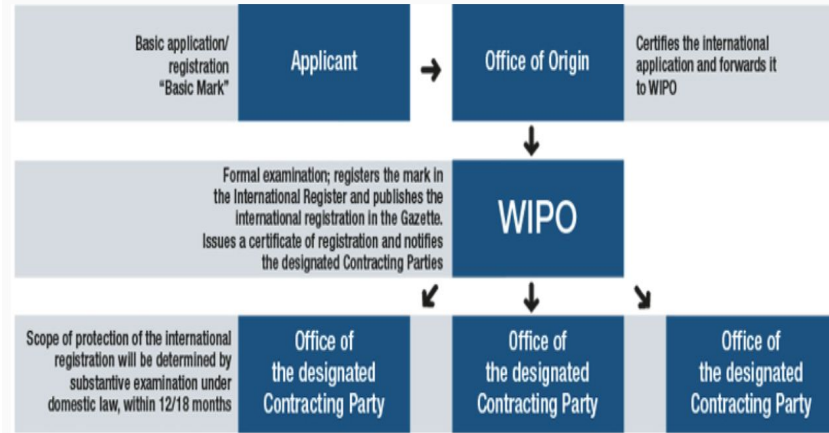 Basic application/
registration
“Basic Mark”
Applicant
Office of Origin
Certifies the international
application and forwards it
to WIPO
Formal examination; registers the mark in
the International Register and publishes the
international registration in the Gazette.
Issues a certificate of registration and notifies
the designated Contracting Parties
WIPO
Scope of protection of the international
registration will be determined by
substantive examination under
domestic law, within 12/18 months
Office of
the designated
Contracting Party
Office of
the designated
Contracting Party
Office of
the designated
Contracting Party